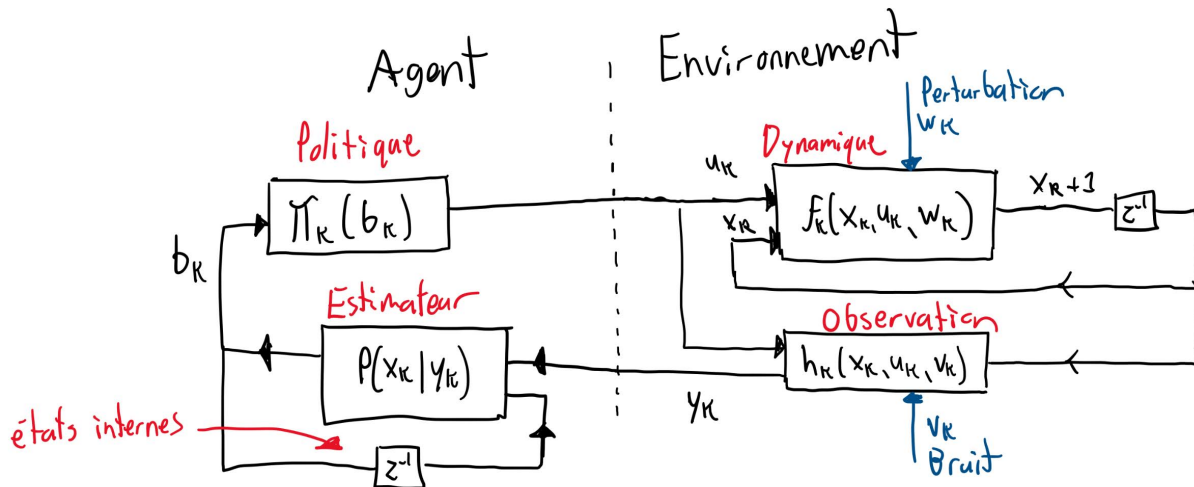 Agent
Environnement
Perturbation
wₖ
Politique
Dynamique
uₖ
πₖ(bₖ)
xₖ
fₖ(xₖ,uₖ,wₖ)
xₖ+1
z⁻¹
bₖ
Estimateur
Observation
P(xₖ|yₖ)
hₖ(xₖ,uₖ,vₖ)
yₖ
états internes
z⁻¹
vₖ
Bruit